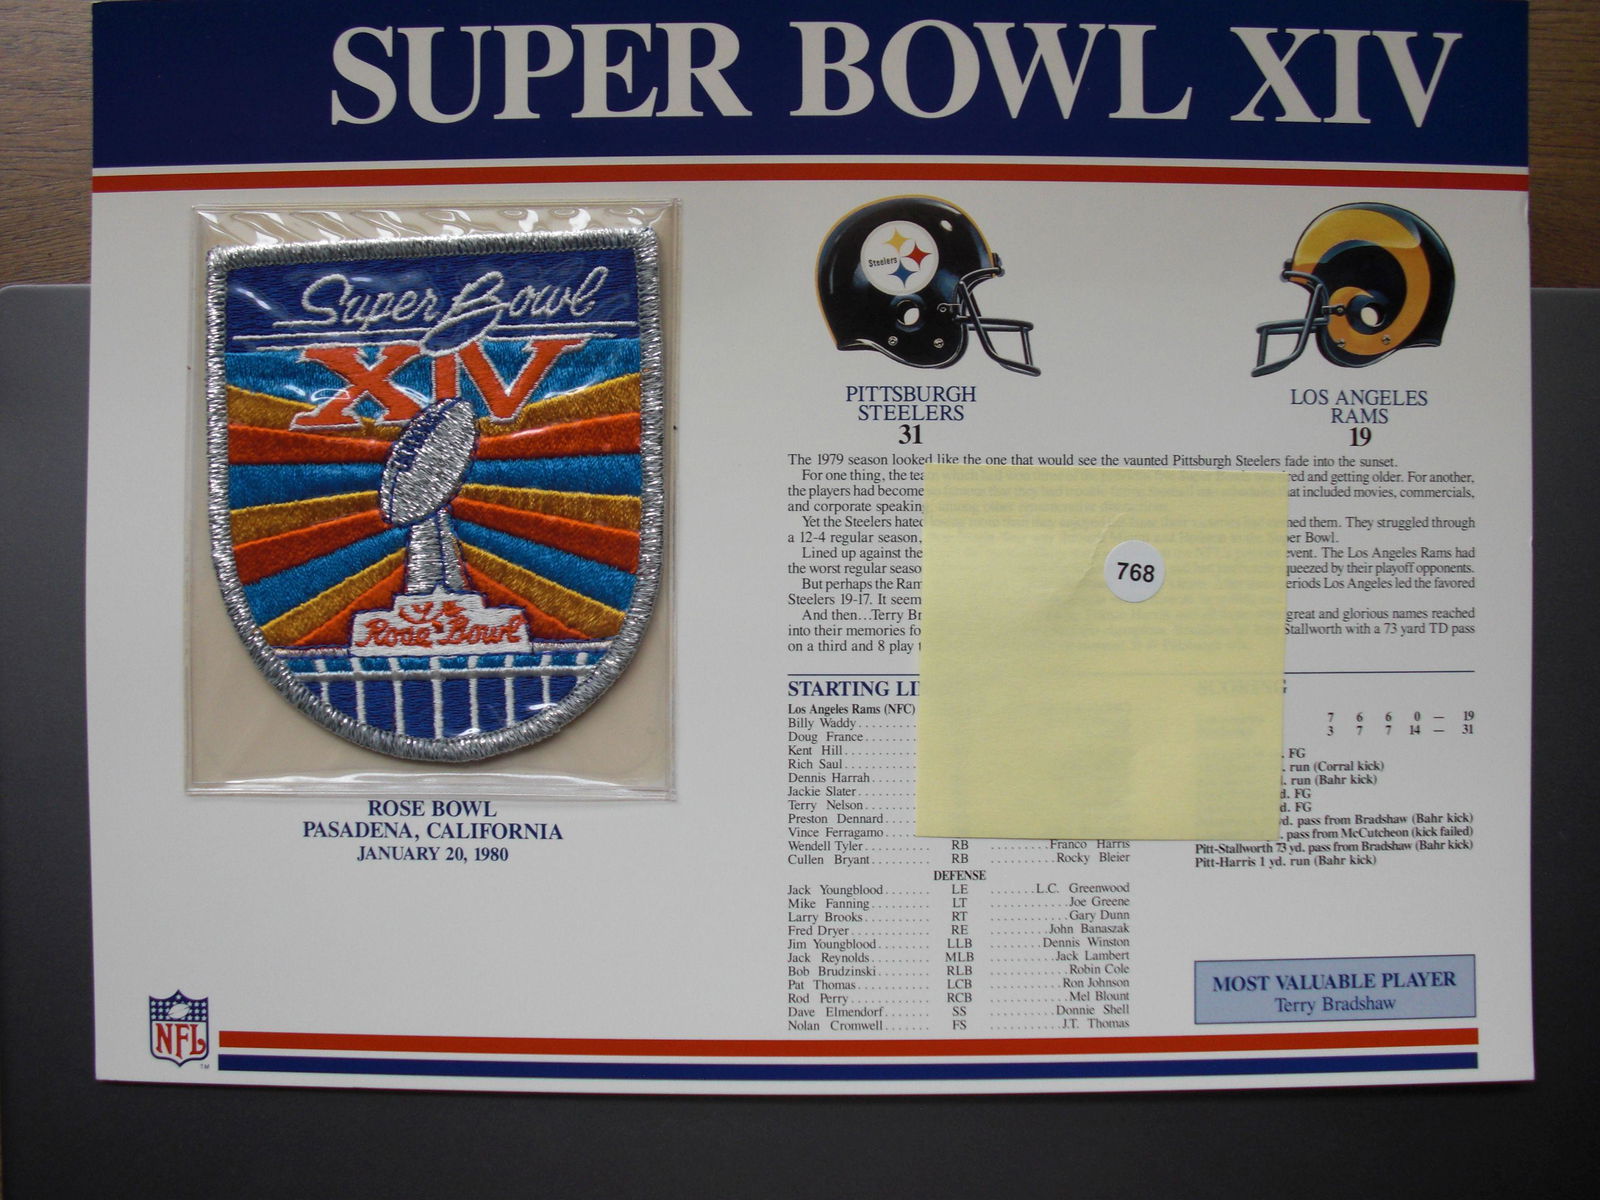 SUPER BOWL XIV
Super Bowl
XIV
Rose Bowl
ROSE BOWL
PASADENA, CALIFORNIA
JANUARY 20, 1980
NFL
TM
Steelers
PITTSBURGH
STEELERS
31
LOS ANGELES
RAMS
19
The 1979 season looked like the one that would see the vaunted Pittsburgh Steelers fade into the sunset.
For one thing, the tea red and getting older. For another,
the players had become at included movies, commercials,
and corporate speaking
Yet the Steelers hated ned them. They struggled through
a 12-4 regular season, per Bowl.
Lined up against the event. The Los Angeles Rams had
the worst regular seaso queezed by their playoff opponents.
But perhaps the Ram eriods Los Angeles led the favored
Steelers 19-17. It seem
And then...Terry Br great and glorious names reached
into their memories fo Stallworth with a 73 yard TD pass
on a third and 8 play
768
STARTING LI
Los Angeles Rams (NFC)
Billy Waddy
Doug France
Kent Hill
Rich Saul
Dennis Harrah
Jackie Slater
Terry Nelson
Preston Dennard
Vince Ferragamo
Wendell Tyler RB Franco Harris
Cullen Bryant RB Rocky Bleier
DEFENSE
Jack Youngblood LE L.C. Greenwood
Mike Fanning LT Joe Greene
Larry Brooks RT Gary Dunn
Fred Dryer RE John Banaszak
Jim Youngblood LLB Dennis Winston
Jack Reynolds MLB Jack Lambert
Bob Brudzinski RLB Robin Cole
Pat Thomas LCB Ron Johnson
Rod Perry RCB Mel Blount
Dave Elmendorf SS Donnie Shell
Nolan Cromwell FS J.T. Thomas
7 6 6 0 — 19
3 7 7 14 — 31
. FG
. run (Corral kick)
. run (Bahr kick)
d. FG
d. FG
yd. pass from Bradshaw (Bahr kick)
. pass from McCutcheon (kick failed)
Pitt-Stallworth 73 yd. pass from Bradshaw (Bahr kick)
Pitt-Harris 1 yd. run (Bahr kick)
MOST VALUABLE PLAYER
Terry Bradshaw